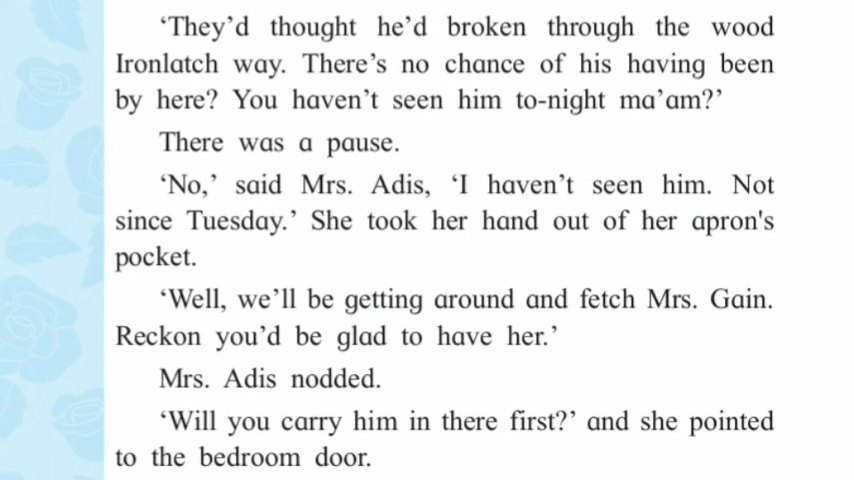 ‘They’d thought he’d broken through the wood
Ironlatch way. There’s no chance of his having been
by here? You haven’t seen him to-night ma’am?’
There was a pause.
‘No,’ said Mrs. Adis, ‘I haven’t seen him. Not
since Tuesday.’ She took her hand out of her apron's
pocket.
‘Well, we’ll be getting around and fetch Mrs. Gain.
Reckon you’d be glad to have her.’
Mrs. Adis nodded.
‘Will you carry him in there first?’ and she pointed
to the bedroom door.